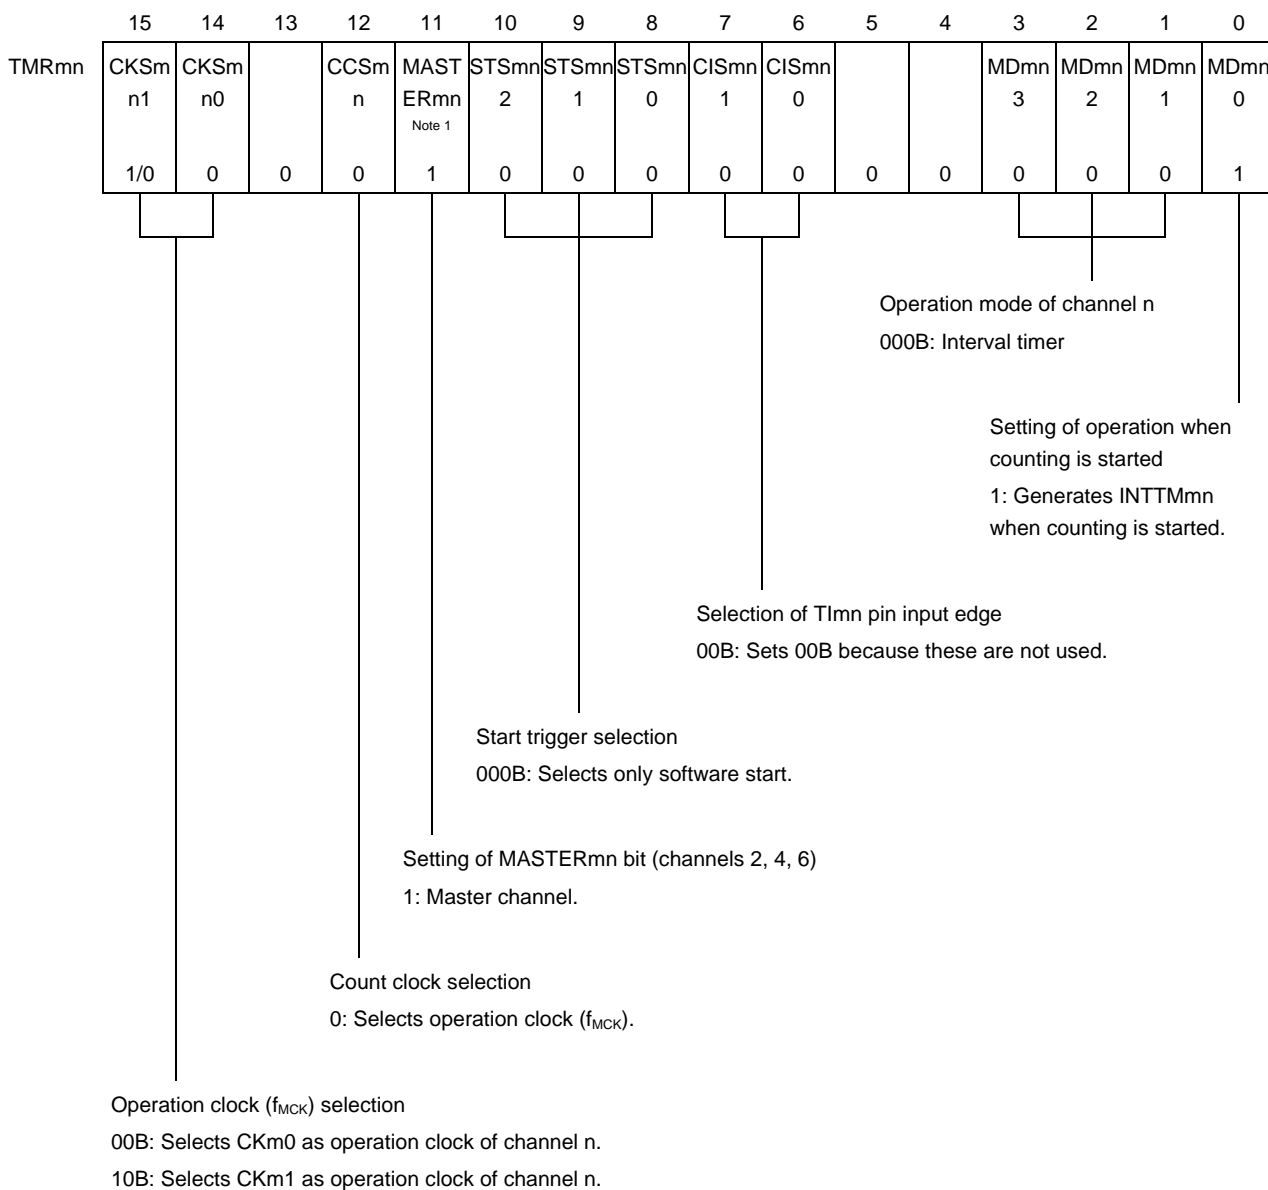 15 14 13 12 11 10 9 8 7 6 5 4 3 2 1 0
TMRmn CKSm CKSm CCSm MAST STSmn STSmn STSmn CISmn CISmn MDmn MDmn MDmn MDmn
n1 n0 n ERmn 2 1 0 1 0 3 2 1 0
Note 1
1/0 0 0 0 1 0 0 0 0 0 0 0 0 0 0 1
Operation mode of channel n
000B: Interval timer
Setting of operation when
counting is started
1: Generates INTTMmn
when counting is started.
Selection of TImn pin input edge
00B: Sets 00B because these are not used.
Start trigger selection
000B: Selects only software start.
Setting of MASTERmn bit (channels 2, 4, 6)
1: Master channel.
Count clock selection
0: Selects operation clock (fMCK).
Operation clock (fMCK) selection
00B: Selects CKm0 as operation clock of channel n.
10B: Selects CKm1 as operation clock of channel n.